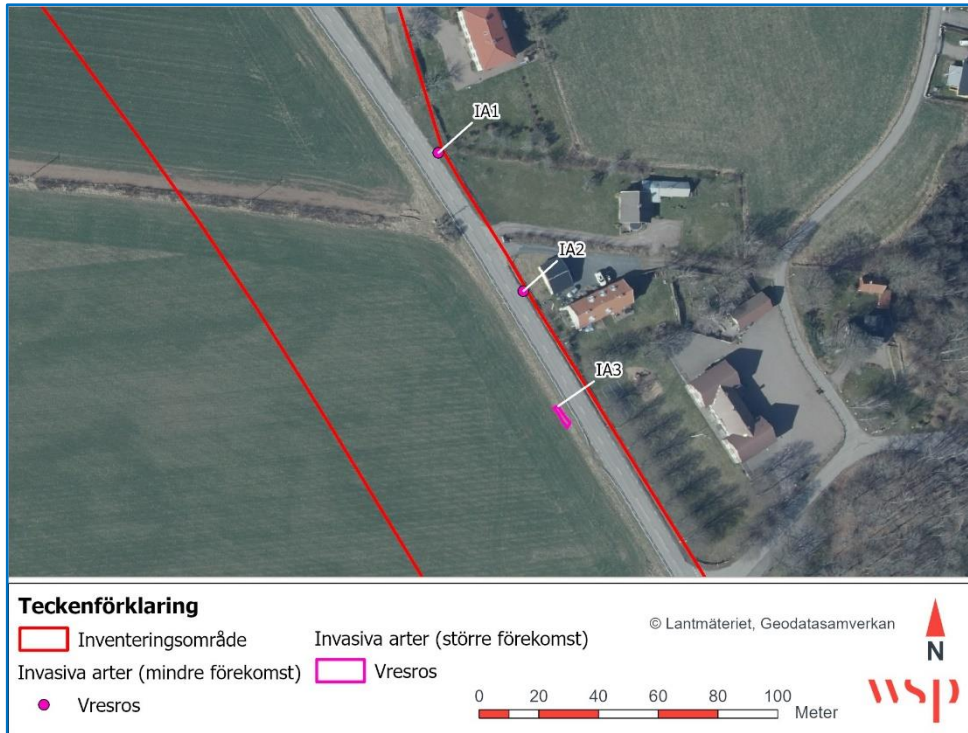 IA1
IA2
IA3
Teckenförklaring
Inventeringsområde
Invasiva arter (mindre förekomst)
Vresros
Invasiva arter (större förekomst)
Vresros
© Lantmäteriet, Geodatasamverkan
N
0 20 40 60 80 100
Meter
wsp